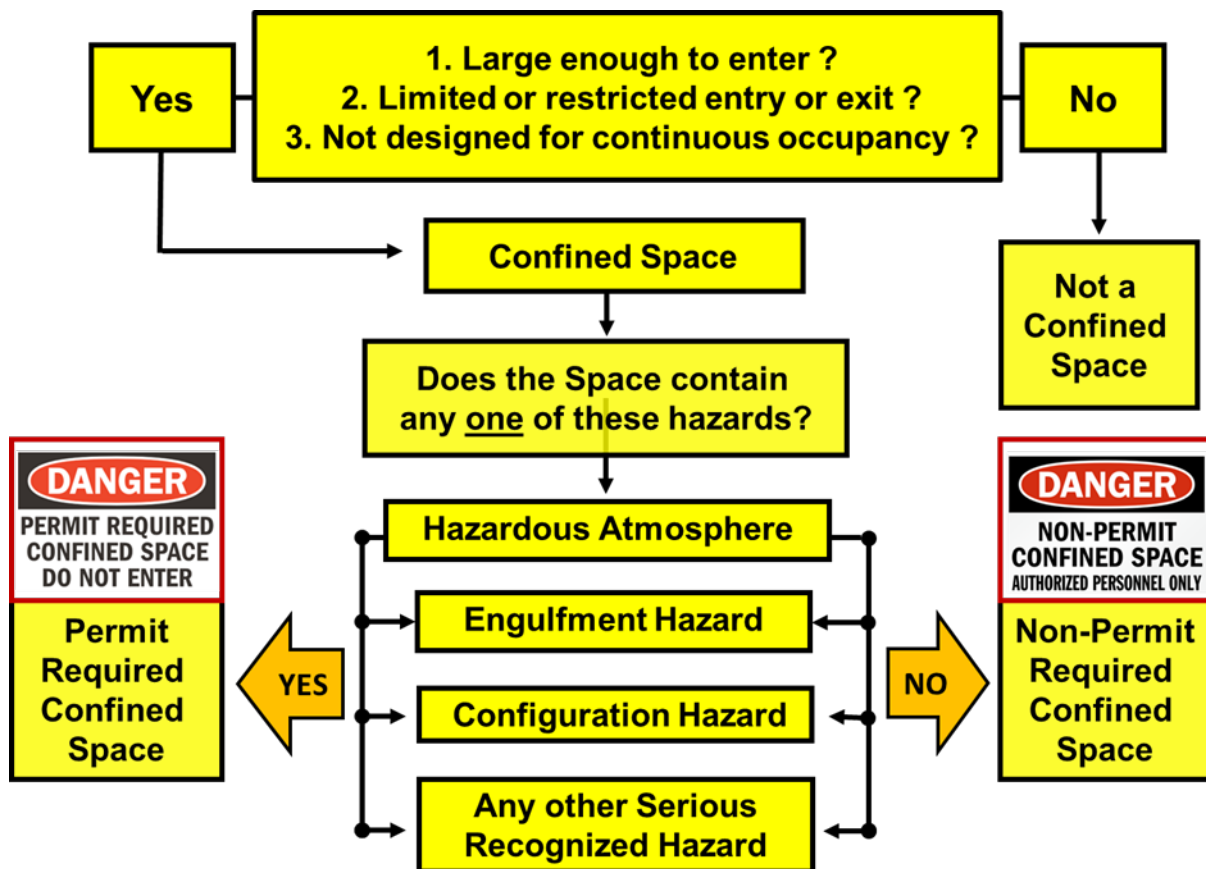 Yes
1. Large enough to enter ?
2. Limited or restricted entry or exit ?
3. Not designed for continuous occupancy ?
No
Confined Space
Not a
Confined
Space
Does the Space contain
any one of these hazards?
DANGER
PERMIT REQUIRED
CONFINED SPACE
DO NOT ENTER
Permit
Required
Confined
Space
YES
Hazardous Atmosphere
Engulfment Hazard
Configuration Hazard
Any other Serious
Recognized Hazard
NO
DANGER
NON-PERMIT
CONFINED SPACE
AUTHORIZED PERSONNEL ONLY
Non-Permit
Required
Confined
Space